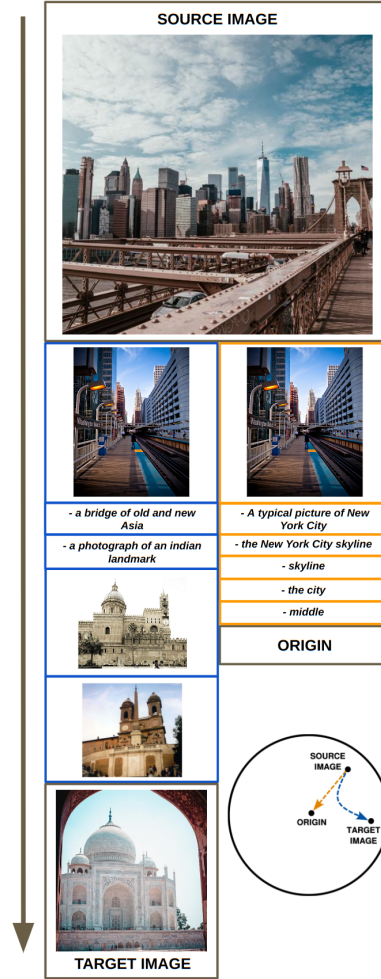 SOURCE IMAGE
- a bridge of old and new
Asia
- a photograph of an indian
landmark
- A typical picture of New
York City
- the New York City skyline
- skyline
- the city
- middle
ORIGIN
SOURCE
IMAGE
ORIGIN
TARGET
IMAGE
TARGET IMAGE